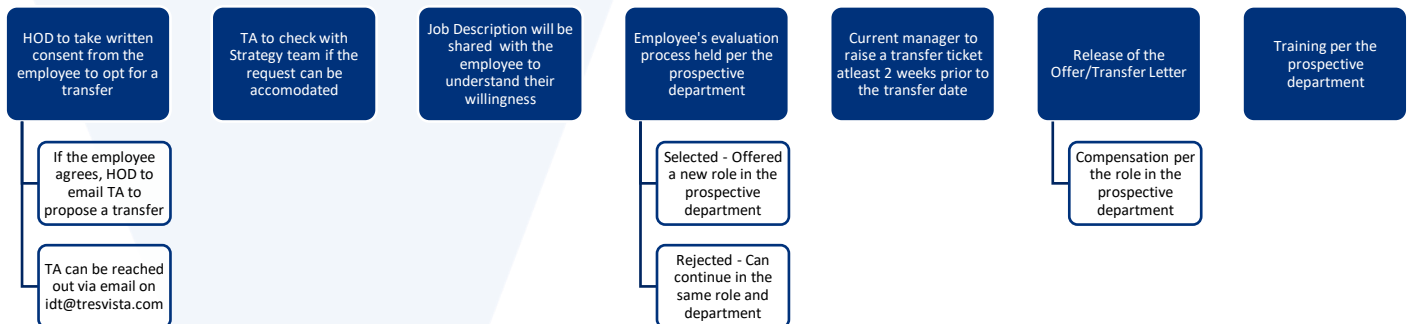 HOD to take written
consent from the
employee to opt for a
transfer
If the employee
agrees, HOD to
email TA to
propose a transfer
TA can be reached
out via email on
idt@tresvista.com
TA to check with
Strategy team if the
request can be
accomodated
Job Description will be
shared with the
employee to
understand their
willingness
Employee's evaluation
process held per the
prospective
department
Selected - Offered
a new role in the
prospective
department
Rejected - Can
continue in the
same role and
department
Current manager to
raise a transfer ticket
atleast 2 weeks prior to
the transfer date
Release of the
Offer/Transfer Letter
Compensation per
the role in the
prospective
department
Training per the
prospective
department